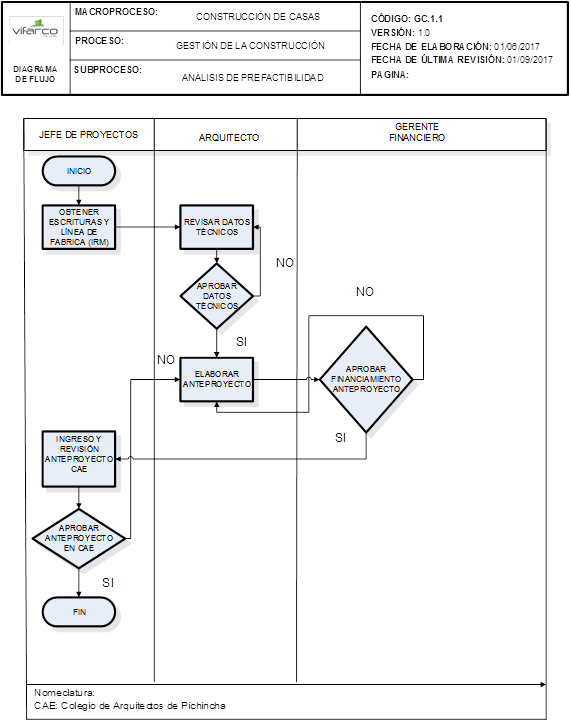 vifarco
DIAGRAMA
DE FLUJO
MACROPROCESO:
CONSTRUCCIÓN DE CASAS
PROCESO:
GESTIÓN DE LA CONSTRUCCIÓN
SUBPROCESO:
ANÁLISIS DE PREFACTIBILIDAD
CÓDIGO: GC.1.1
VERSIÓN: 1.0
FECHA DE ELABORACIÓN: 01/06/2017
FECHA DE ÚLTIMA REVISIÓN: 01/09/2017
PAGINA:
JEFE DE PROYECTOS
ARQUITECTO
GERENTE
FINANCIERO
INICIO
OBTENER
ESCRITURAS Y
LÍNEA DE
FABRICA (IRM)
REVISAR DATOS
TÉCNICOS
NO
APROBAR
DATOS
TÉCNICOS
SI
NO
NO
ELABORAR
ANTEPROYECTO
APROBAR
FINANCIAMIENTO
ANTEPROYECTO
SI
INGRESO Y
REVISIÓN
ANTEPROYECTO
CAE
APROBAR
ANTEPROYECTO
EN CAE
SI
FIN
Nomeclatura:
CAE: Colegio de Arquitectos de Pichincha